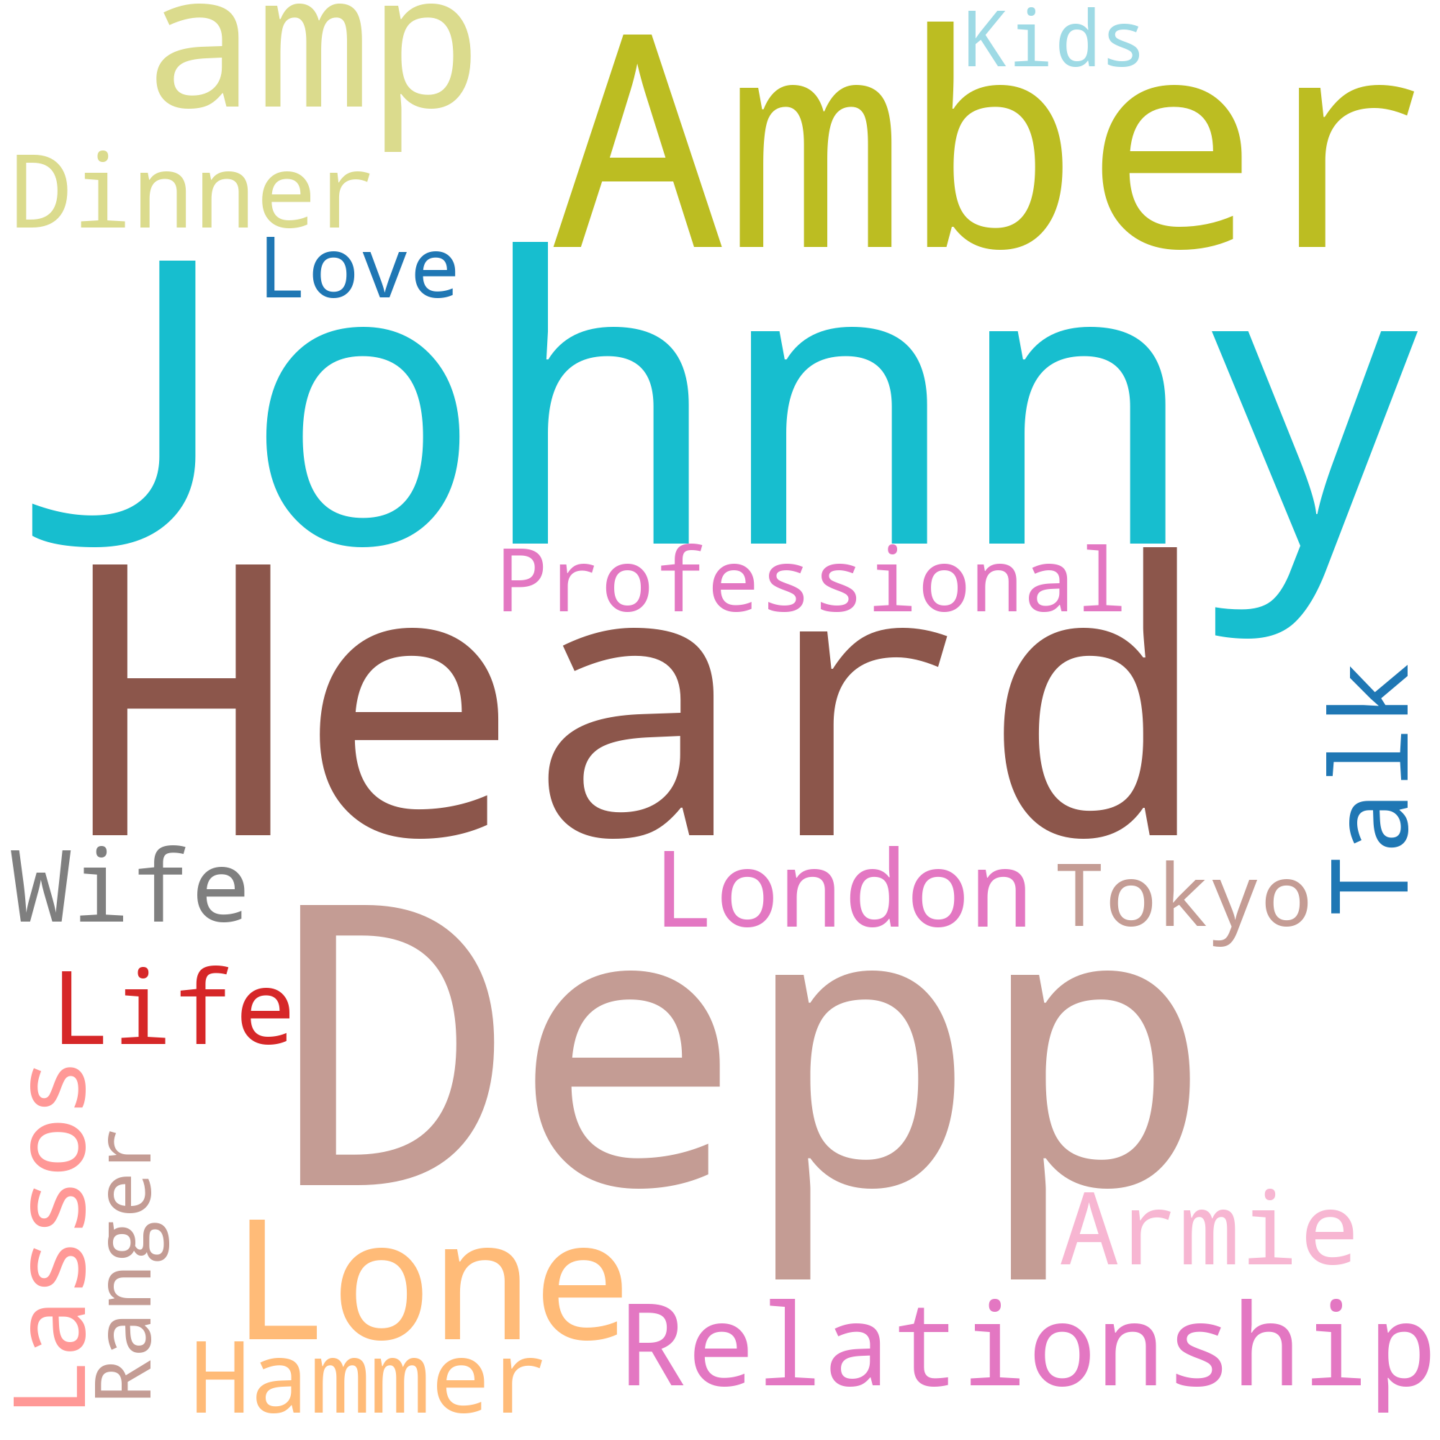 amp
Kids
Amber
Dinner
Love
Johnny
Professional
Heard
Talk
Wife
London
Tokyo
Depp
Life
Lassos
Ranger
Armie
Lone
Relationship
Hammer